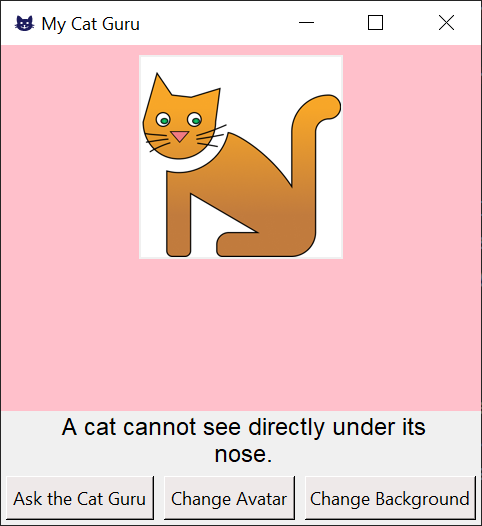 My Cat Guru
A cat cannot see directly under its
nose.
Ask the Cat Guru
Change Avatar
Change Background